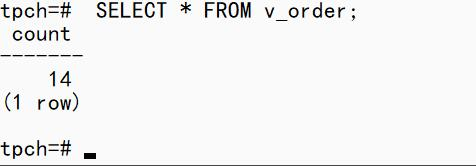 tpch=#  SELECT * FROM v_order;
 count
-------
    14
(1 row)
tpch=#